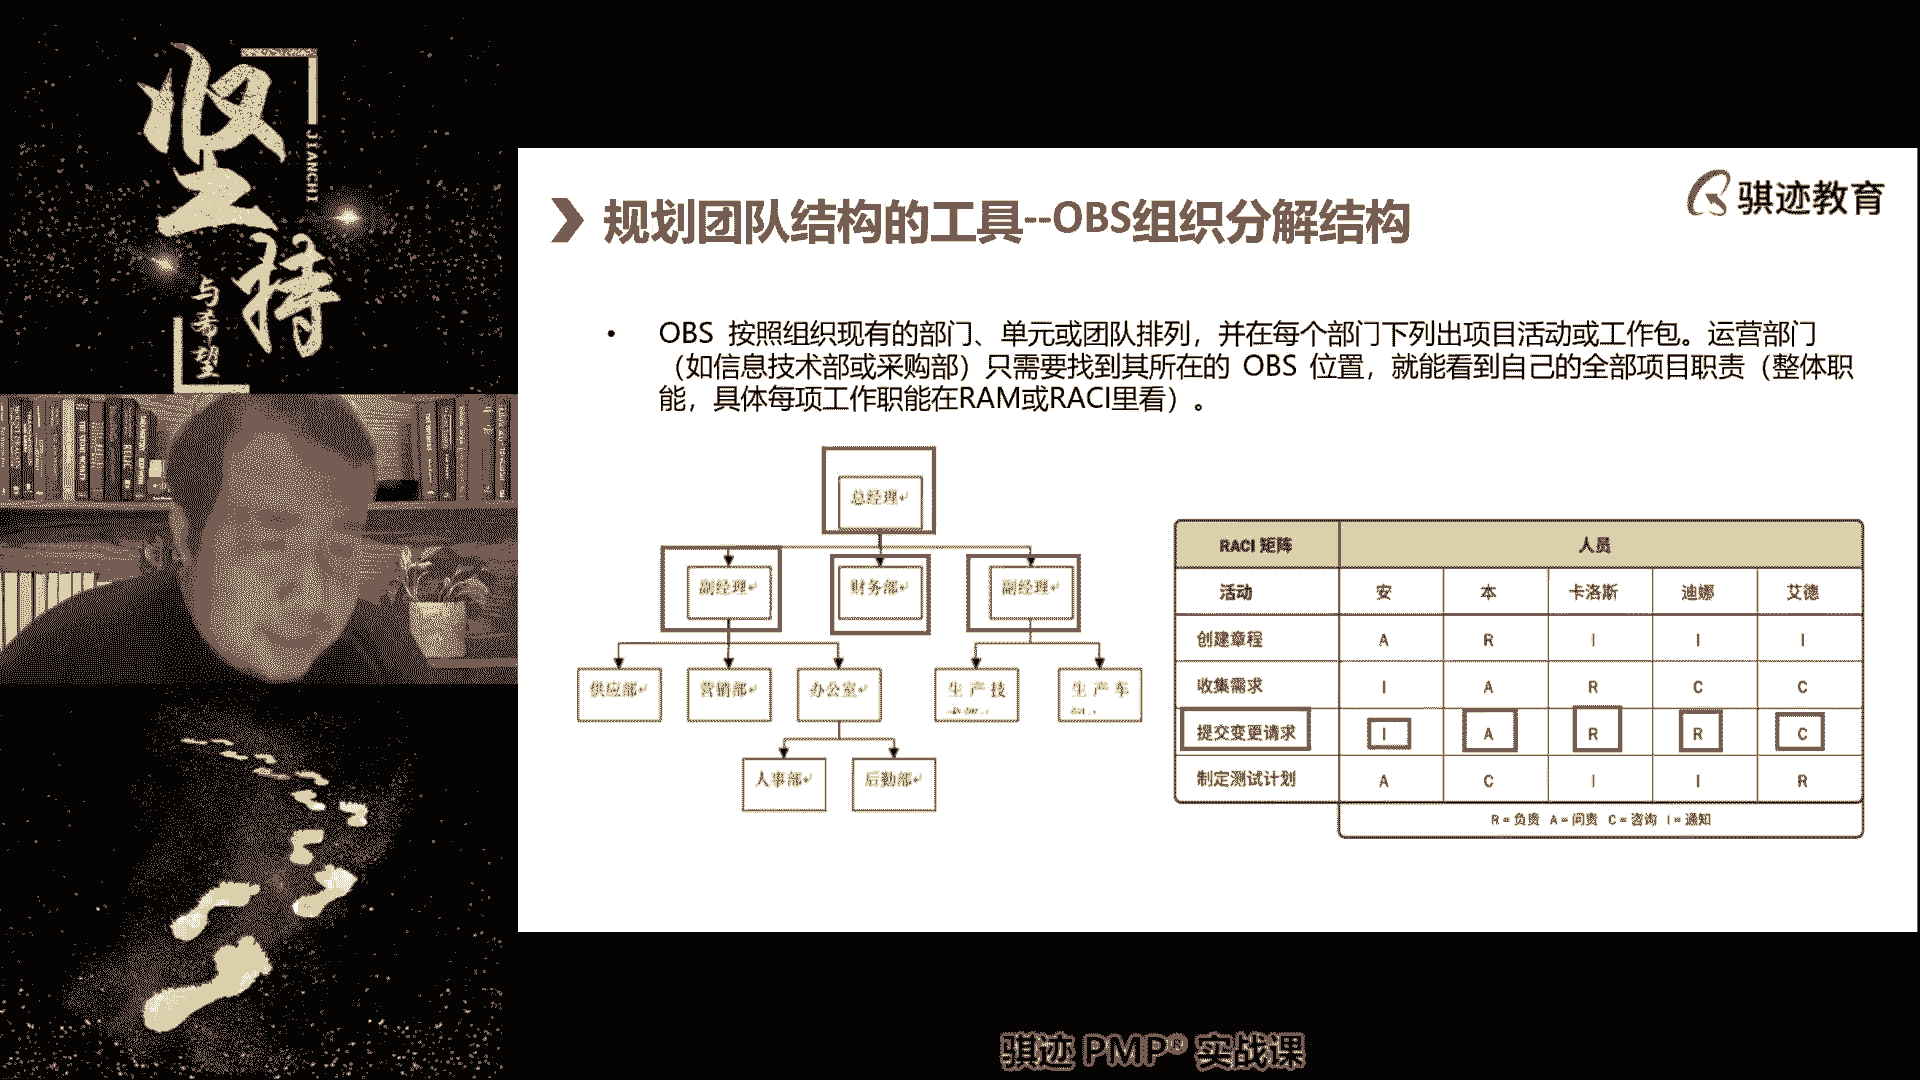 坚持
JIANCHI
与希望
骐迹教育
规划团队结构的工具--OBS组织分解结构
• OBS 按照组织现有的部门、单元或团队排列，并在每个部门下列出项目活动或工作包。运营部门
（如信息技术部或采购部）只需要找到其所在的 OBS 位置，就能看到自己的全部项目职责（整体职
能，具体每项工作职能在RAM或RACI里看）。
总经理
副经理 财务部 副经理
供应部 营销部 办公室 生产技 生产车
人事部 后勤部
RACI 矩阵 人员
活动 安 本 卡洛斯 迪娜 艾德
创建章程 A R I I I
收集需求 I A R C C
提交变更请求 I A R R C
制定测试计划 A C I I R
R = 负责 A = 问责 C = 咨询 I = 通知
骐迹 PMP® 实战课